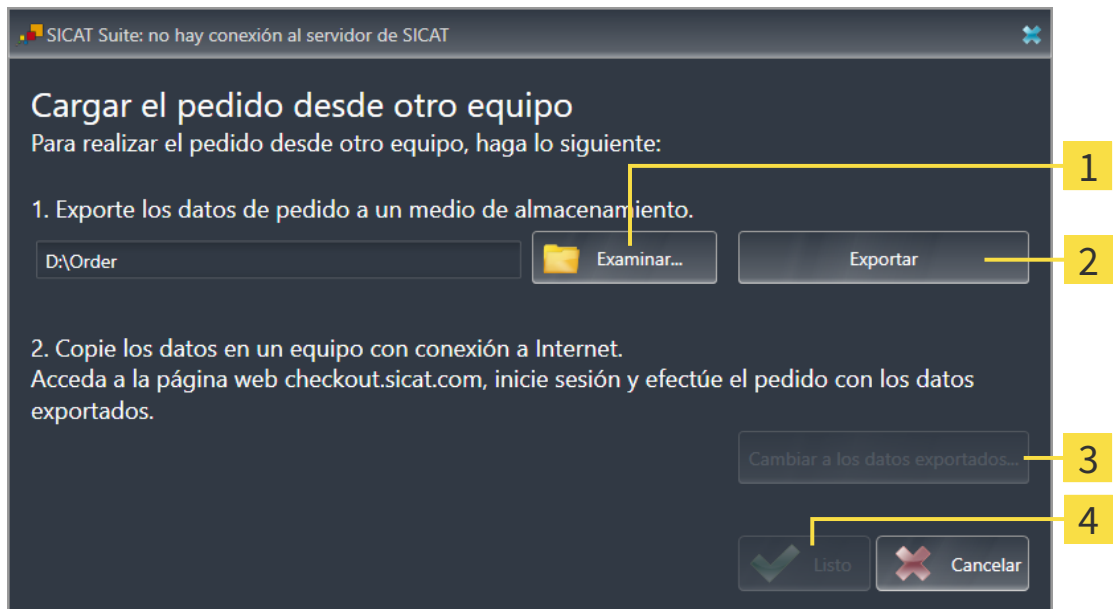 SICAT Suite: no hay conexión al servidor de SICAT
Cargar el pedido desde otro equipo
Para realizar el pedido desde otro equipo, haga lo siguiente:
1
1. Exporte los datos de pedido a un medio de almacenamiento.
D:\Order
Examinar...
Exportar
2
2. Copie los datos en un equipo con conexión a Internet.
Acceda a la página web checkout.sicat.com, inicie sesión y efectúe el pedido con los datos
exportados.
Cambiar a los datos exportados...
3
4
Listo
Cancelar